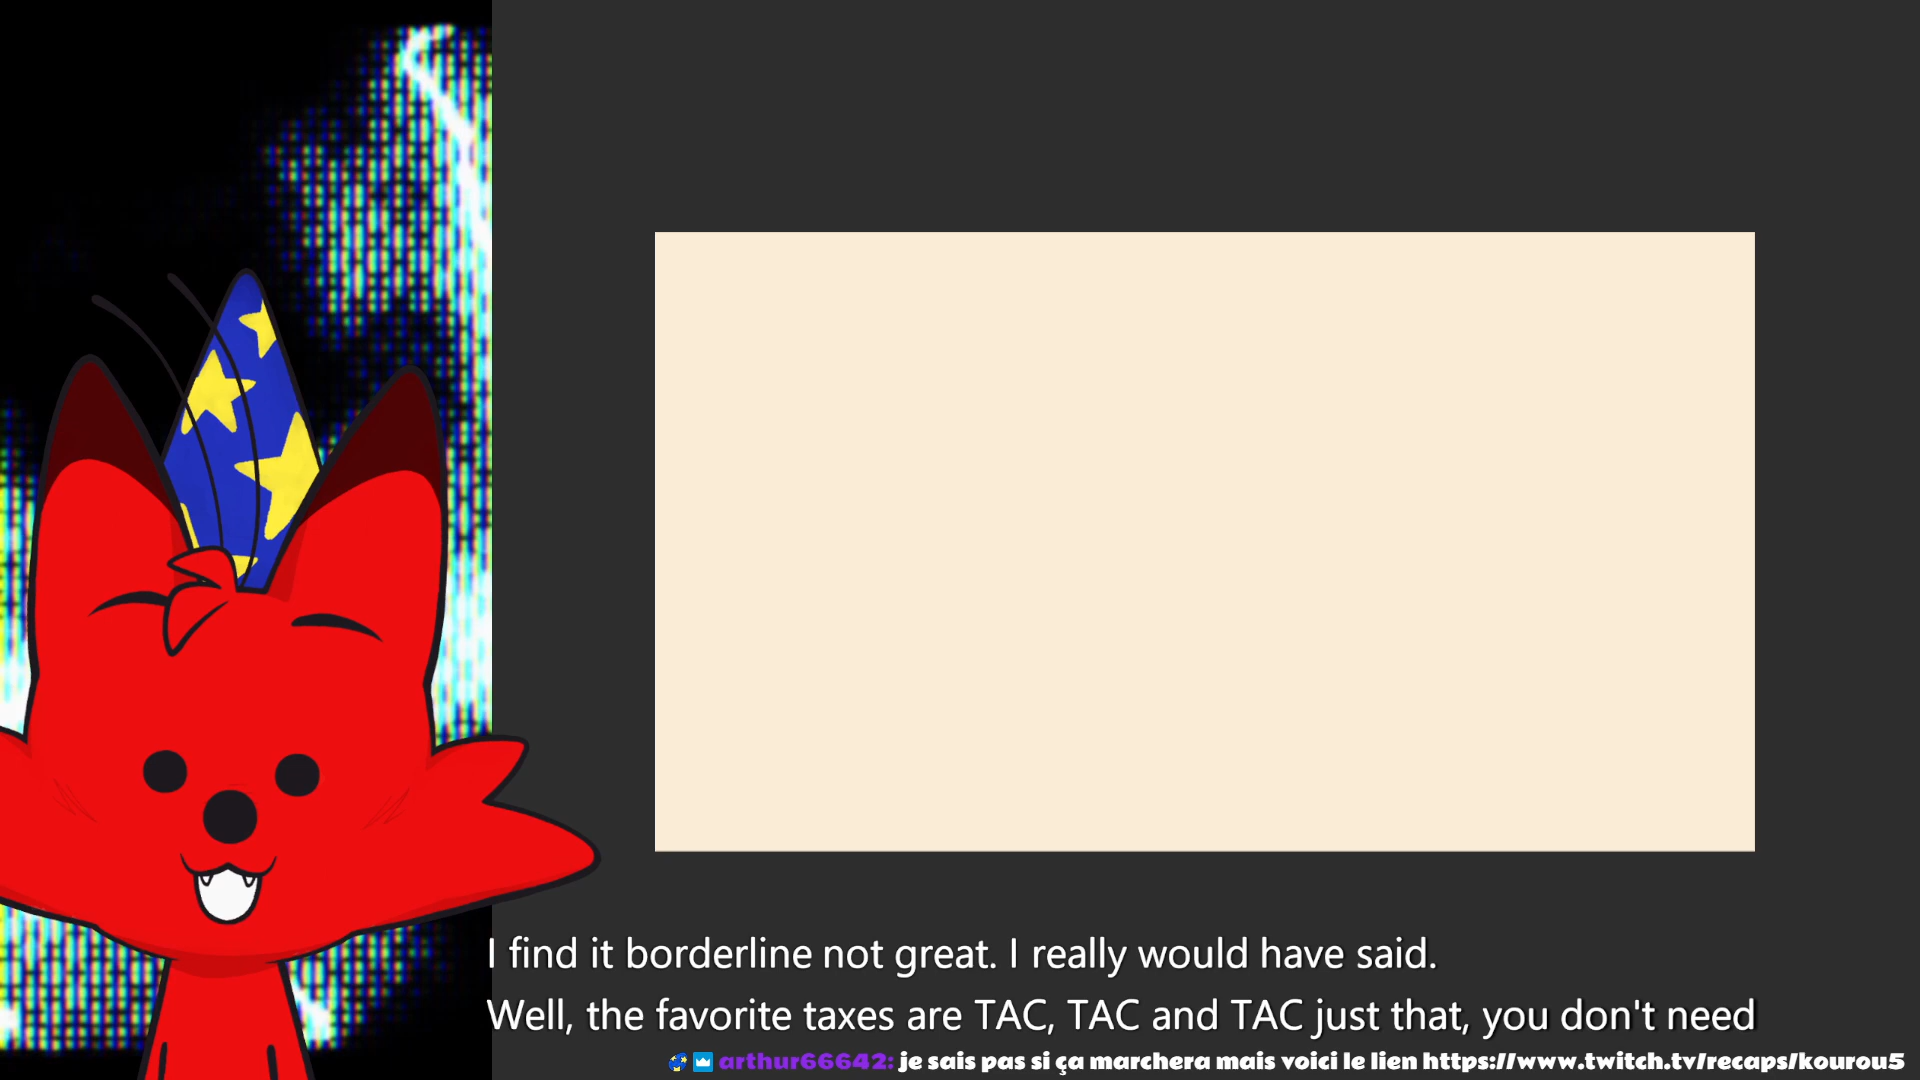 I find it borderline not great. I really would have said.
Well, the favorite taxes are TAC, TAC and TAC just that, you don't need
arthur66642: je sais pas si ça marchera mais voici le lien https://www.twitch.tv/recaps/kourou5